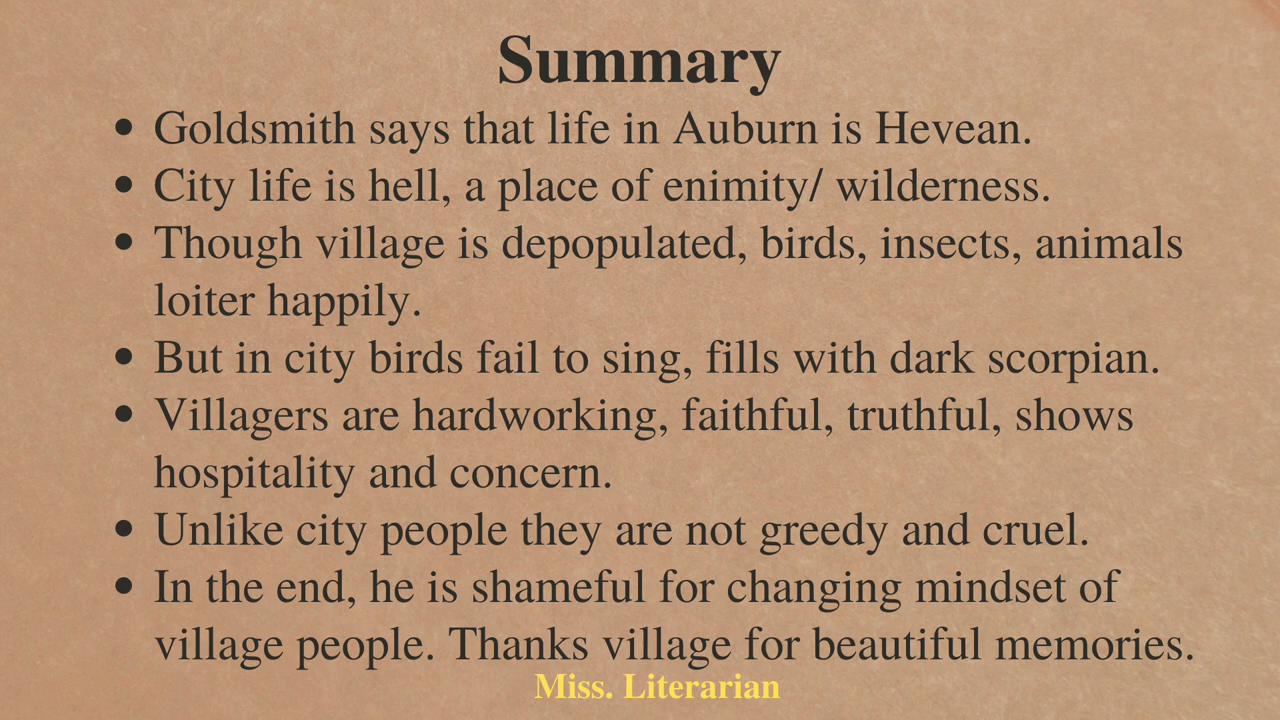 Summary
• Goldsmith says that life in Auburn is Hevean.
• City life is hell, a place of enimity/ wilderness.
• Though village is depopulated, birds, insects, animals
loiter happily.
• But in city birds fail to sing, fills with dark scorpian.
• Villagers are hardworking, faithful, truthful, shows
hospitality and concern.
• Unlike city people they are not greedy and cruel.
• In the end, he is shameful for changing mindset of
village people. Thanks village for beautiful memories.
Miss. Literarian